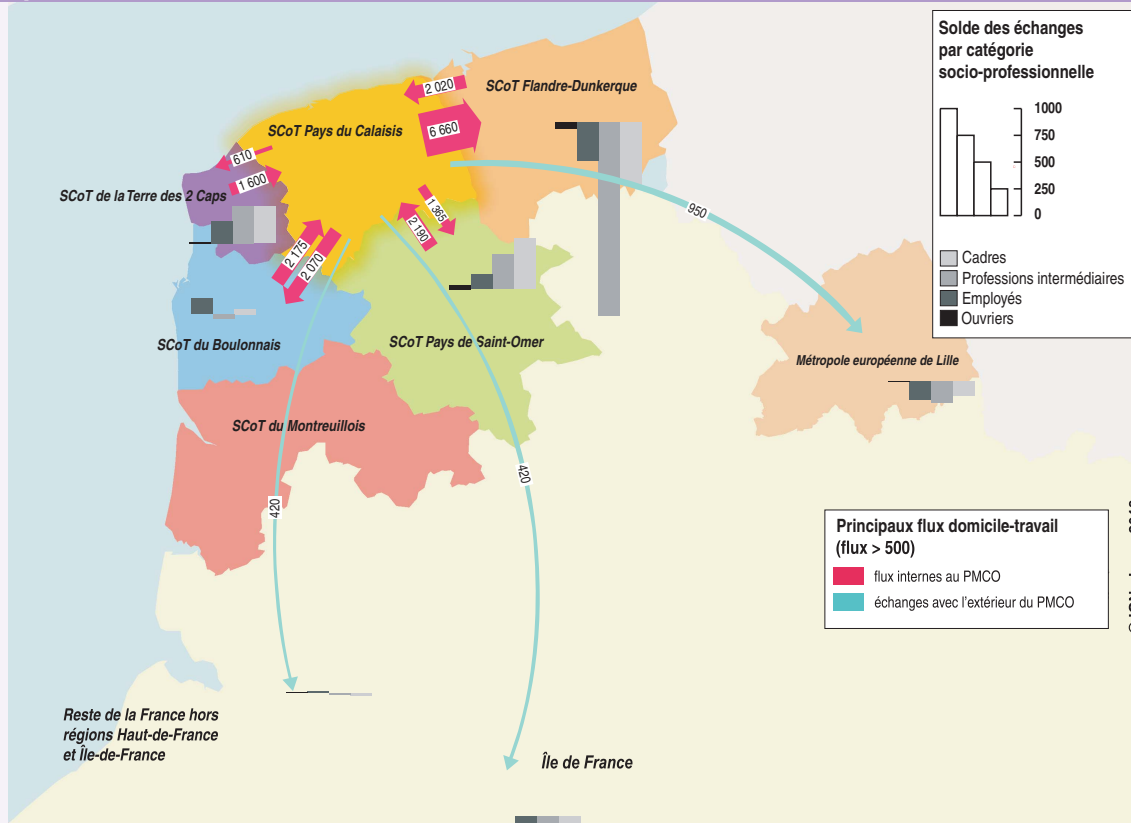 Solde des échanges
par catégorie
socio-professionnelle
1000
750
500
250
0
Cadres
Professions intermédiaires
Employés
Ouvriers
SCoT Flandre-Dunkerque
2 020
6 660
SCoT Pays du Calaisis
610
1 600
SCoT de la Terre des 2 Caps
950
1 365
2 190
2 175
2 070
SCoT du Boulonnais
SCoT Pays de Saint-Omer
Métropole européenne de Lille
SCoT du Montreuillois
420
420
Principaux flux domicile-travail
(flux > 500)
flux internes au PMCO
échanges avec l'extérieur du PMCO
Reste de la France hors
régions Haut-de-France
et Île-de-France
Île de France